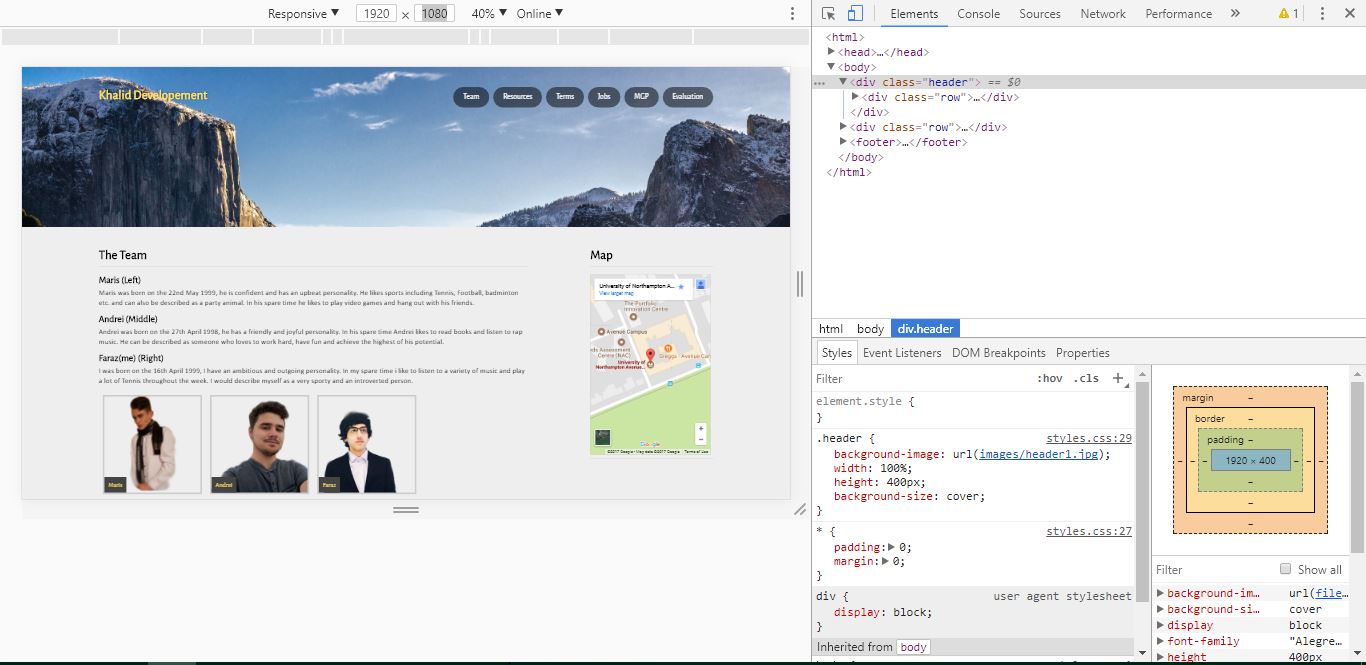 Responsive ▼ 1920 × 1080 40% ▼ Online ▼
Khalid Developement
Team Resources Terms Jobs MGP Evaluation
The Team
Maris (Left)
Maris was born on the 22nd May 1999, he is confident and has an upbeat personality. He likes sports including Tennis, Football, badminton
etc. and can also be described as a party animal. In his spare time he likes to play video games and hang out with his friends.
Andrei (Middle)
Andrei was born on the 27th April 1998, he has a friendly and joyful personality. In his spare time Andrei likes to read books and listen to rap
music. He can be described as someone who loves to work hard, have fun and achieve the highest of his potential.
Faraz(me) (Right)
I was born on the 16th April 1999, I have an ambitious and outgoing personality. In my spare time i like to listen to a variety of music and play
a lot of Tennis throughout the week. I would describe myself as a very sporty and an introverted person.
Maris
Andrei
Faraz
Map
University of Northampton A...
View larger map
The Portfolio
Innovation Centre
Avenue Campus
ds Assessment
Centre (NAC)
Greggs - Avenue Can
University of
Northampton Avenue...
Google
©2017 Google · Map data ©2017 Google Terms of Use
Elements Console Sources Network Performance » 1
<html>
<head>…</head>
<body>
<div class="header"> == $0
<div class="row">…</div>
</div>
<div class="row">…</div>
<footer>…</footer>
</body>
</html>
html body div.header
Styles Event Listeners DOM Breakpoints Properties
Filter :hov .cls +
element.style {
}
.header { styles.css:29
background-image: url(images/header1.jpg);
width: 100%;
height: 400px;
background-size: cover;
}
* { styles.css:27
padding: 0;
margin: 0;
}
div { user agent stylesheet
display: block;
}
Inherited from body
margin –
border –
padding –
– – – 1920 × 400 – – –
–
–
–
Filter Show all
background-im… url(file…
background-si… cover
display block
font-family "Alegre…
height 400px